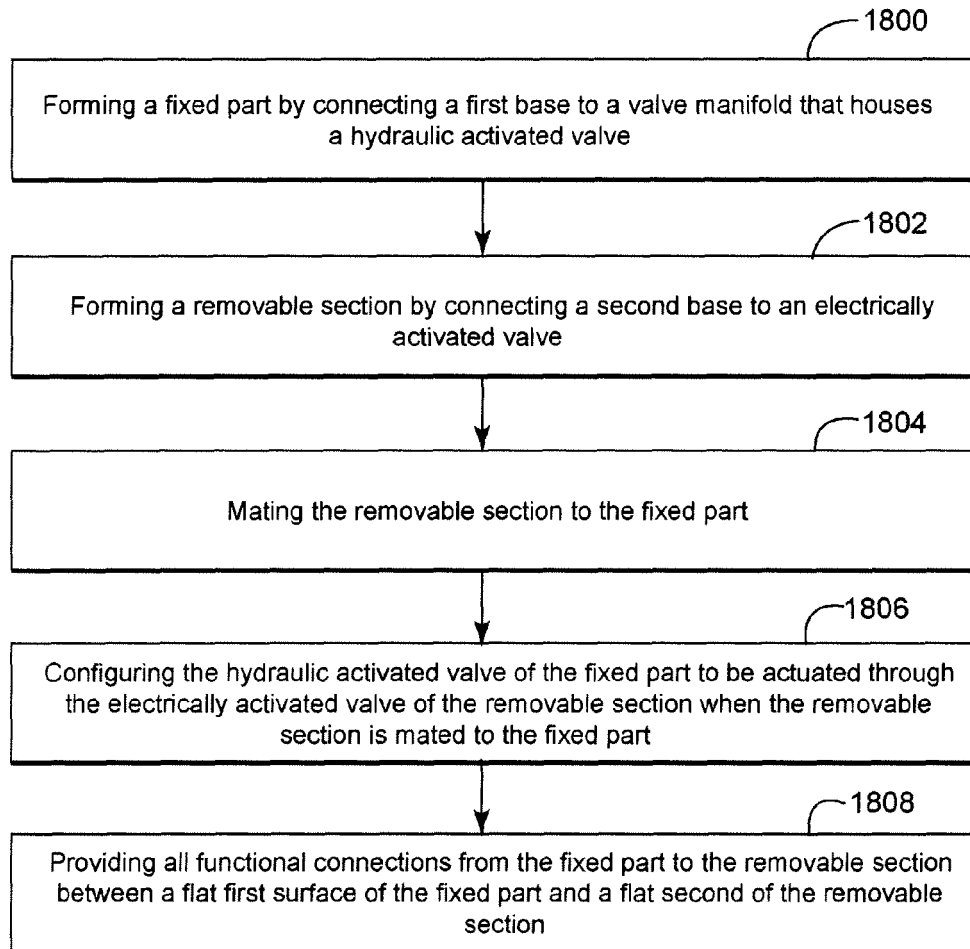 1800
Forming a fixed part by connecting a first base to a valve manifold that houses
a hydraulic activated valve
1802
Forming a removable section by connecting a second base to an electrically
activated valve
1804
Mating the removable section to the fixed part
1806
Configuring the hydraulic activated valve of the fixed part to be actuated through
the electrically activated valve of the removable section when the removable
section is mated to the fixed part
1808
Providing all functional connections from the fixed part to the removable section
between a flat first surface of the fixed part and a flat second of the removable
section